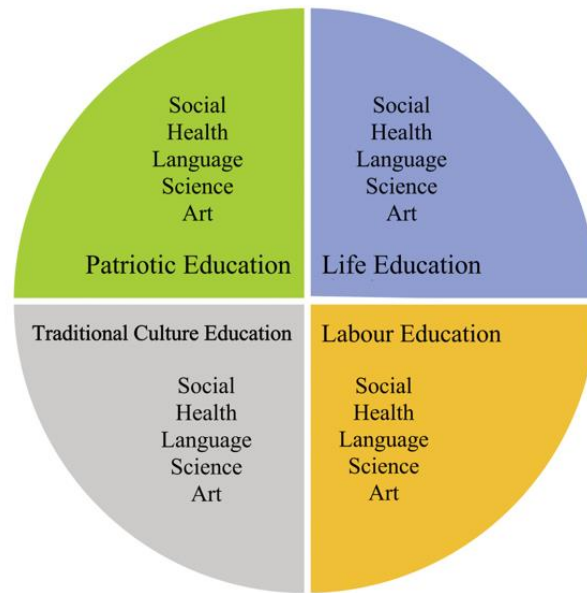 Social
Health
Language
Science
Art
Patriotic Education
Social
Health
Language
Science
Art
Life Education
Traditional Culture Education
Social
Health
Language
Science
Art
Labour Education
Social
Health
Language
Science
Art